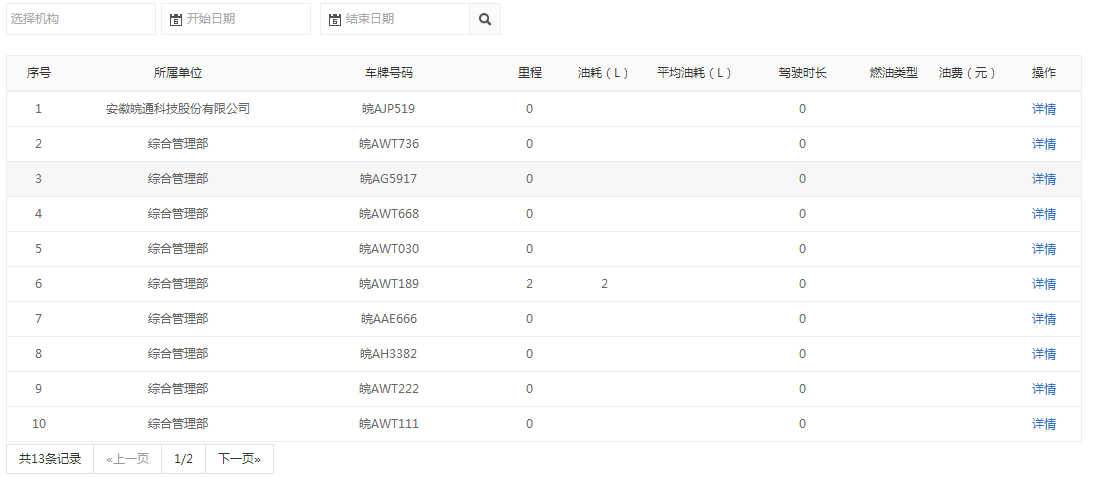 选择机构 开始日期 结束日期
序号 所属单位 车牌号码 里程 油耗（L） 平均油耗（L） 驾驶时长 燃油类型 油费（元） 操作
1 安徽皖通科技股份有限公司 皖AJP519 0 0 详情
2 综合管理部 皖AWT736 0 0 详情
3 综合管理部 皖AG5917 0 0 详情
4 综合管理部 皖AWT668 0 0 详情
5 综合管理部 皖AWT030 0 0 详情
6 综合管理部 皖AWT189 2 2 0 详情
7 综合管理部 皖AAE666 0 0 详情
8 综合管理部 皖AH3382 0 0 详情
9 综合管理部 皖AWT222 0 0 详情
10 综合管理部 皖AWT111 0 0 详情
共13条记录 «上一页 1/2 下一页»